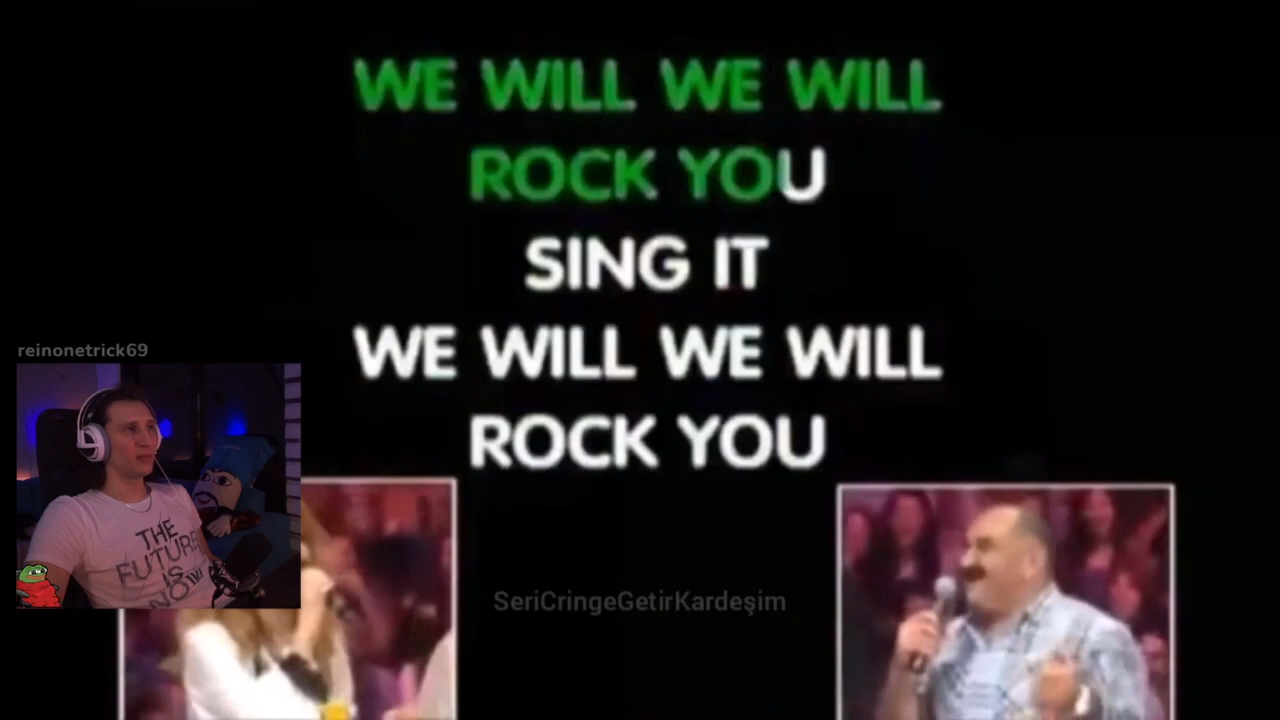 WE WILL WE WILL
ROCK YOU
SING IT
WE WILL WE WILL
ROCK YOU
reinonetrick69
THE
FUTURE
IS
NOW
SeriCringeGetirKardeşim